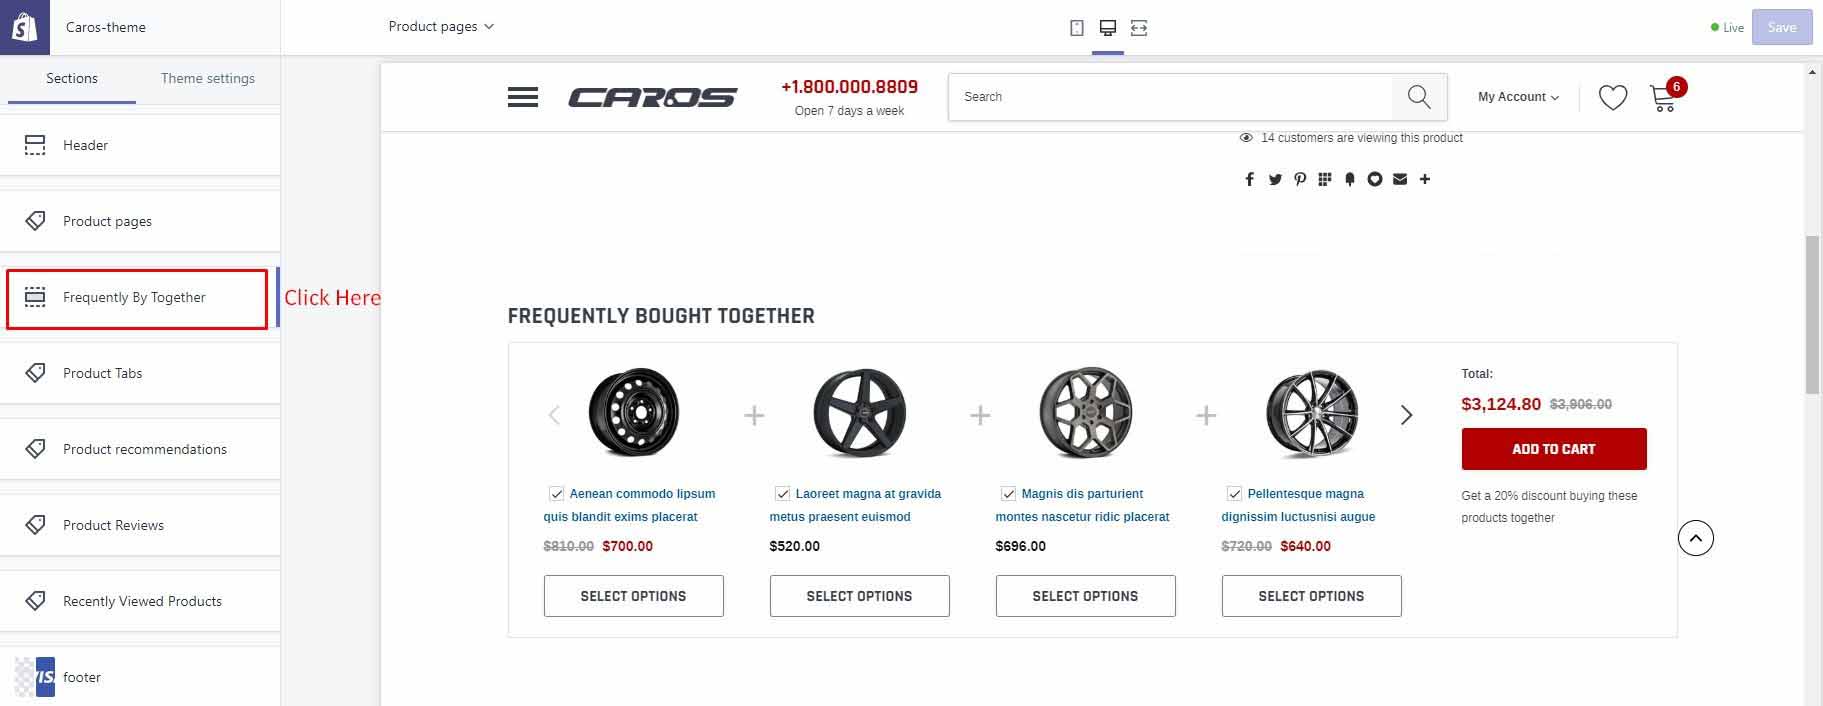 Caros-theme
Product pages
Live
Save
Sections
Theme settings
Header
Product pages
Frequently By Together
Click Here
Product Tabs
Product recommendations
Product Reviews
Recently Viewed Products
VIS
footer
CAROS
+1.800.000.8809
Open 7 days a week
Search
My Account
6
14 customers are viewing this product
FREQUENTLY BOUGHT TOGETHER
Aenean commodo lipsum
quis blandit exims placerat
$810.00 $700.00
SELECT OPTIONS
Laoreet magna at gravida
metus praesent euismod
$520.00
SELECT OPTIONS
Magnis dis parturient
montes nascetur ridic placerat
$696.00
SELECT OPTIONS
Pellentesque magna
dignissim luctusnisi augue
$720.00 $640.00
SELECT OPTIONS
Total:
$3,124.80 $3,906.00
ADD TO CART
Get a 20% discount buying these
products together